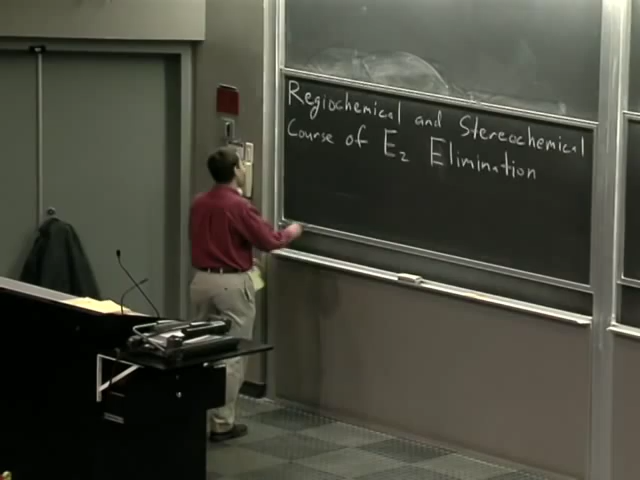 Regiochemical and Stereochemical
Course of E₂ Elimination